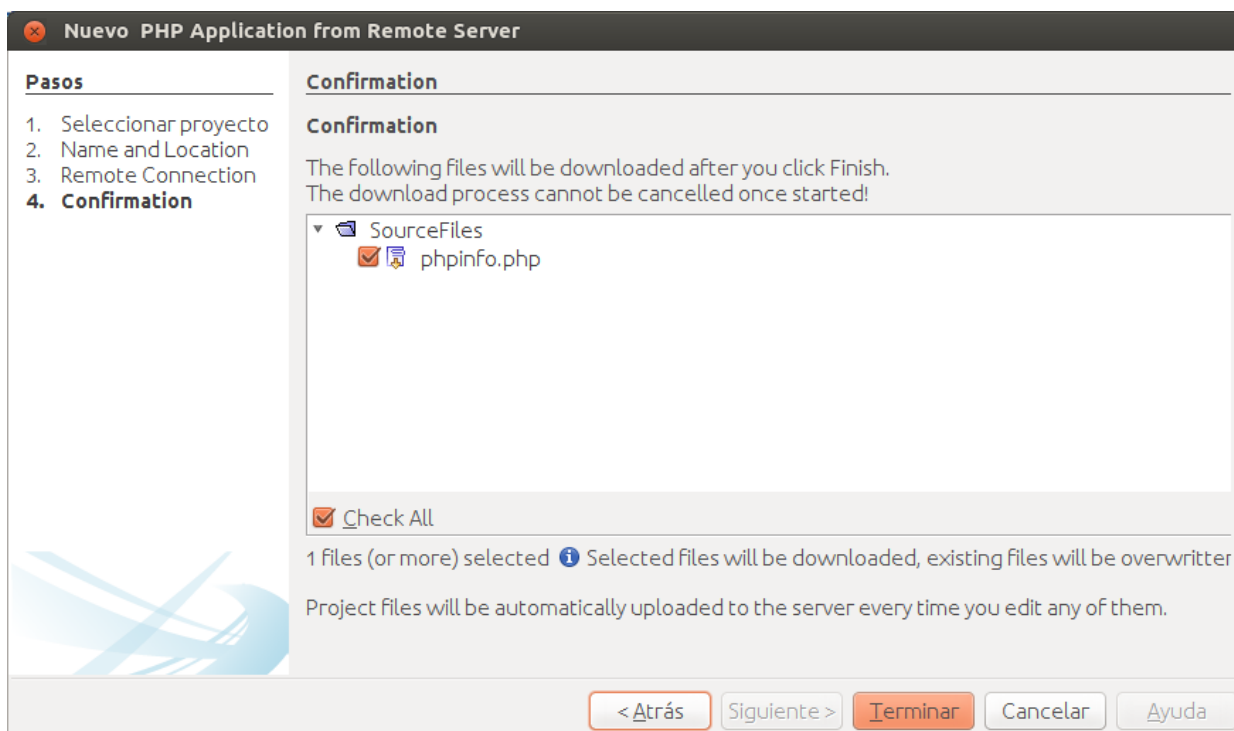 Nuevo PHP Application from Remote Server
Pasos
1. Seleccionar proyecto
2. Name and Location
3. Remote Connection
4. Confirmation
Confirmation
Confirmation
The following files will be downloaded after you click Finish.
The download process cannot be cancelled once started!
SourceFiles
phpinfo.php
Check All
1 files (or more) selected Selected files will be downloaded, existing files will be
Project files will be automatically uploaded to the server every time you edit any of them.
< Atrás Siguiente > Terminar Cancelar Ayuda